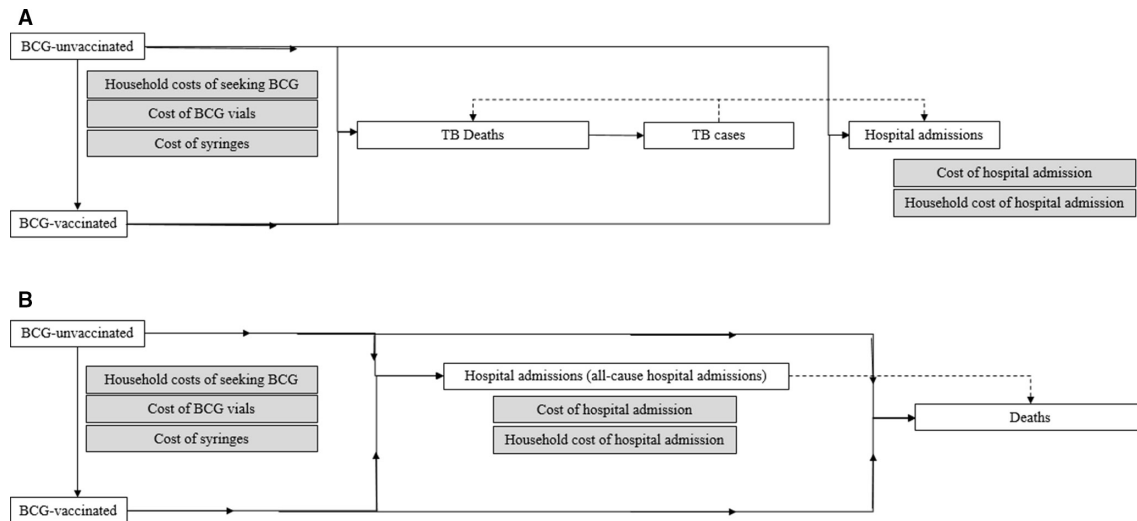 A
BCG-unvaccinated
Household costs of seeking BCG
Cost of BCG vials
Cost of syringes
TB Deaths
TB cases
Hospital admissions
Cost of hospital admission
Household cost of hospital admission
BCG-vaccinated
B
BCG-unvaccinated
Household costs of seeking BCG
Cost of BCG vials
Cost of syringes
Hospital admissions (all-cause hospital admissions)
Cost of hospital admission
Household cost of hospital admission
Deaths
BCG-vaccinated